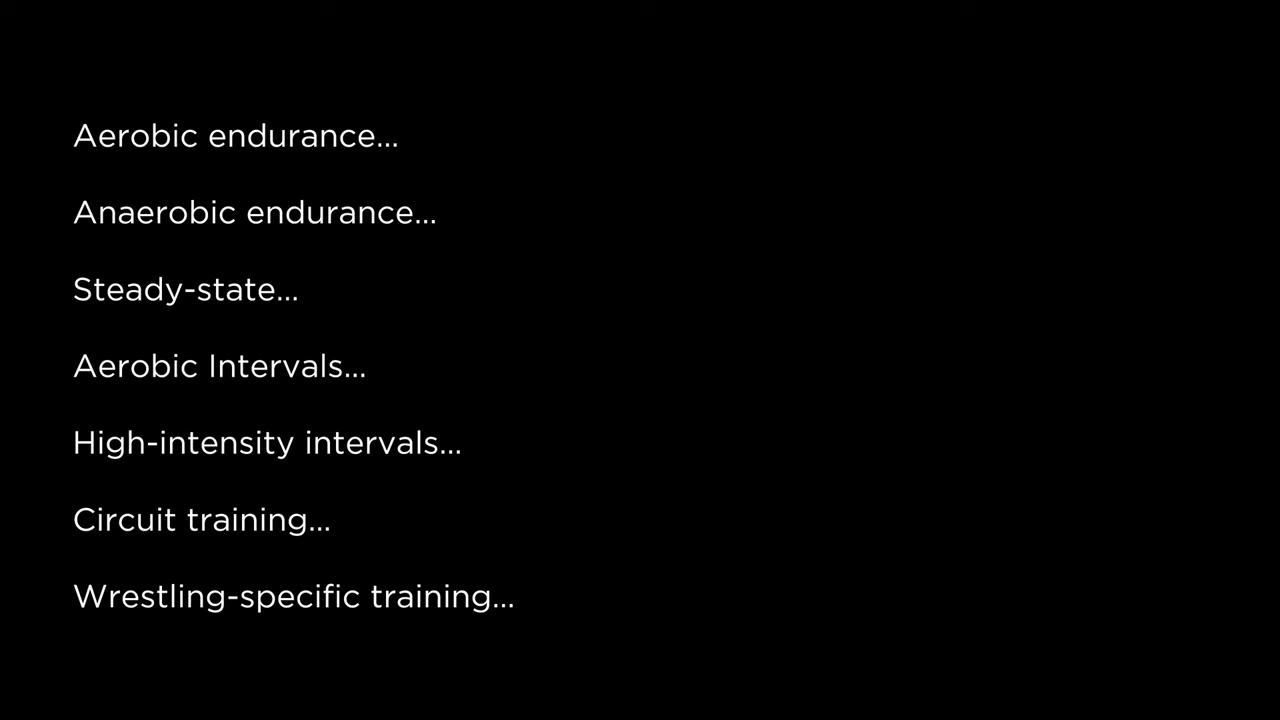 Aerobic endurance...
Anaerobic endurance...
Steady-state...
Aerobic Intervals...
High-intensity intervals...
Circuit training...
Wrestling-specific training...